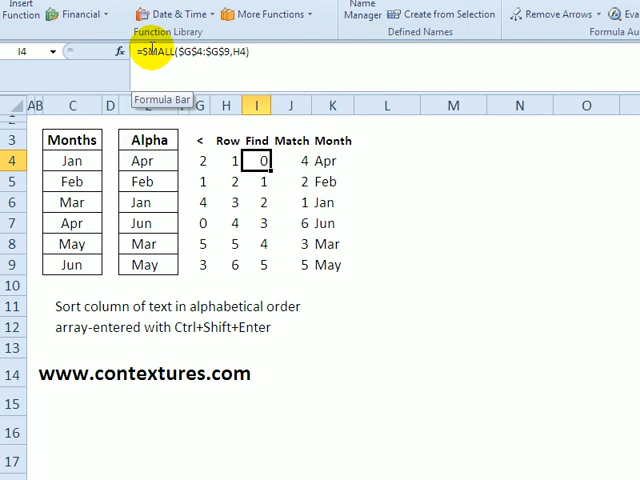 Insert Function
Financial
Date & Time
More Functions
Function Library
Name Manager
Create from Selection
Defined Names
Remove Arrows
Formula Au
I4
fx
=SMALL($G$4:$G$9,H4)
Formula Bar
A B C D E F G H I J K L M N O
2
3 Months Alpha < Row Find Match Month
4 Jan Apr 2 1 0 4 Apr
5 Feb Feb 1 2 1 2 Feb
6 Mar Jan 4 3 2 1 Jan
7 Apr Jun 0 4 3 6 Jun
8 May Mar 5 5 4 3 Mar
9 Jun May 3 6 5 5 May
10
11 Sort column of text in alphabetical order
12 array-entered with Ctrl+Shift+Enter
13
14 www.contextures.com
15
16
17